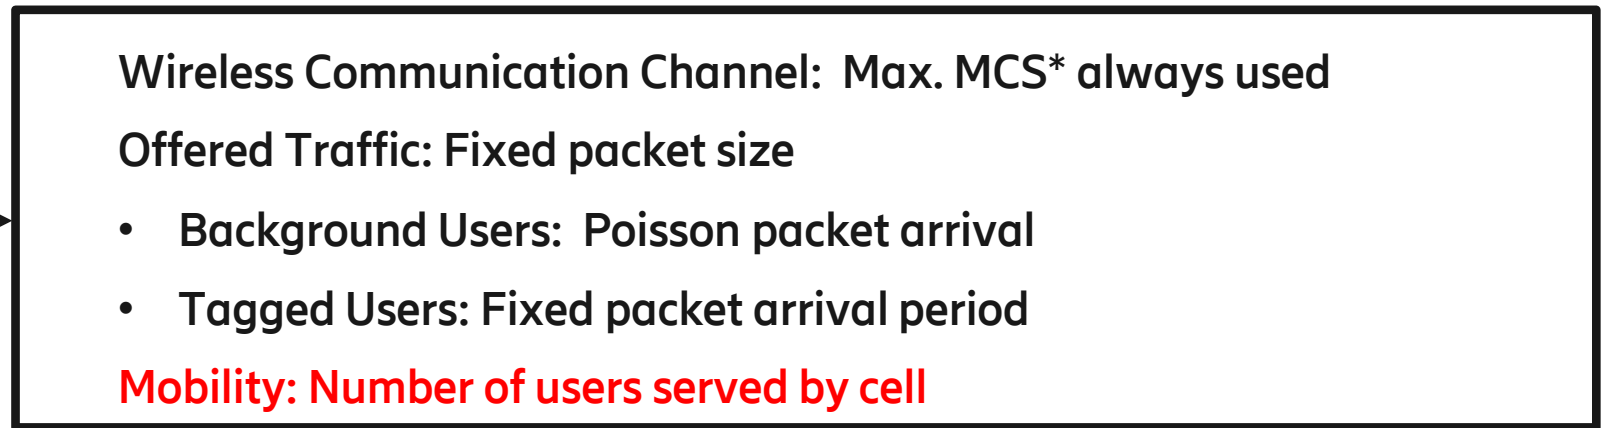 Wireless Communication Channel:  Max. MCS* always used
Offered Traffic: Fixed packet size
• Background Users:  Poisson packet arrival
• Tagged Users: Fixed packet arrival period
Mobility: Number of users served by cell